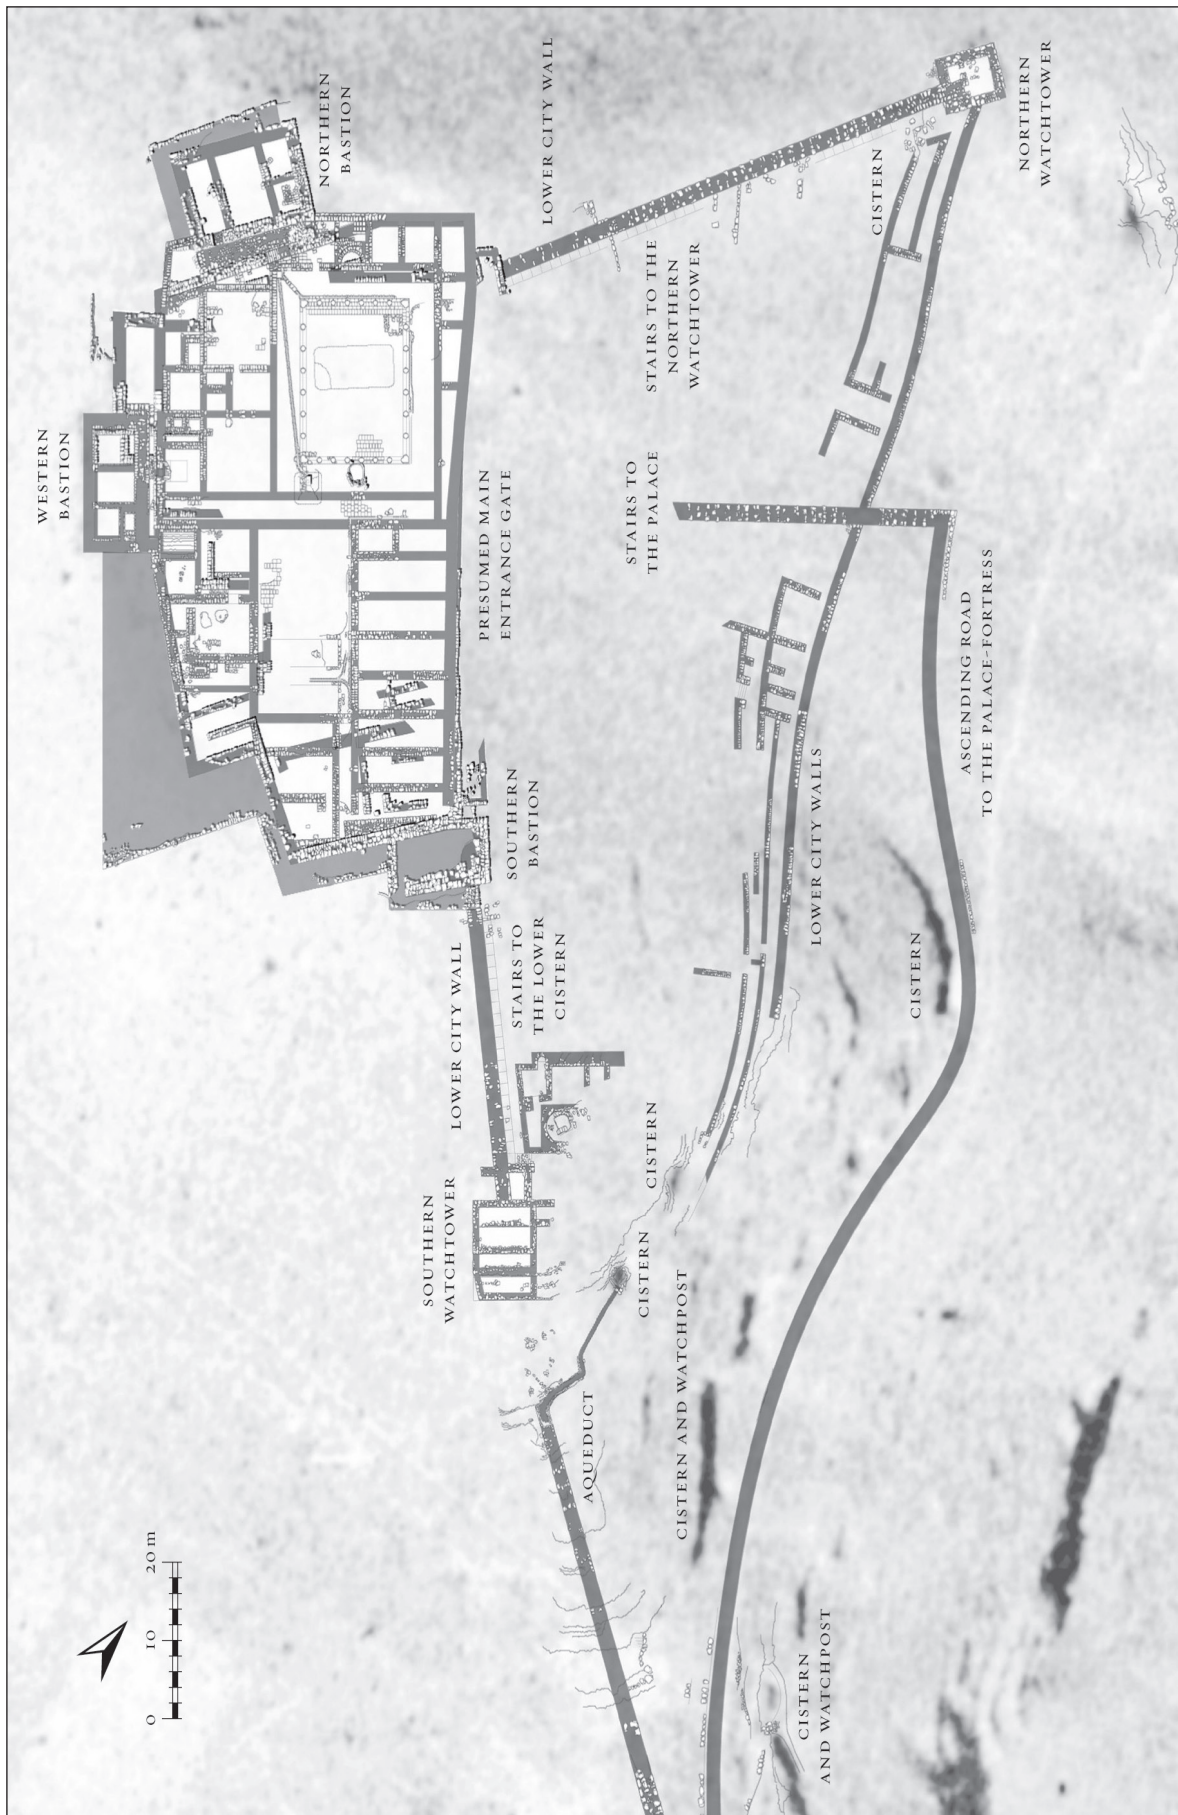 WESTERN
BASTION
NORTHERN
BASTION
LOWER CITY WALL
NORTHERN
WATCHTOWER
CISTERN
STAIRS TO THE
NORTHERN
WATCHTOWER
STAIRS TO
THE PALACE
PRESUMED MAIN
ENTRANCE GATE
ASCENDING ROAD
TO THE PALACE-FORTRESS
SOUTHERN
BASTION
LOWER CITY WALLS
LOWER CITY WALL
STAIRS TO
THE LOWER
CISTERN
CISTERN
CISTERN
SOUTHERN
WATCHTOWER
CISTERN
CISTERN AND WATCHPOST
AQUEDUCT
CISTERN
AND WATCHPOST
0 10 20 m